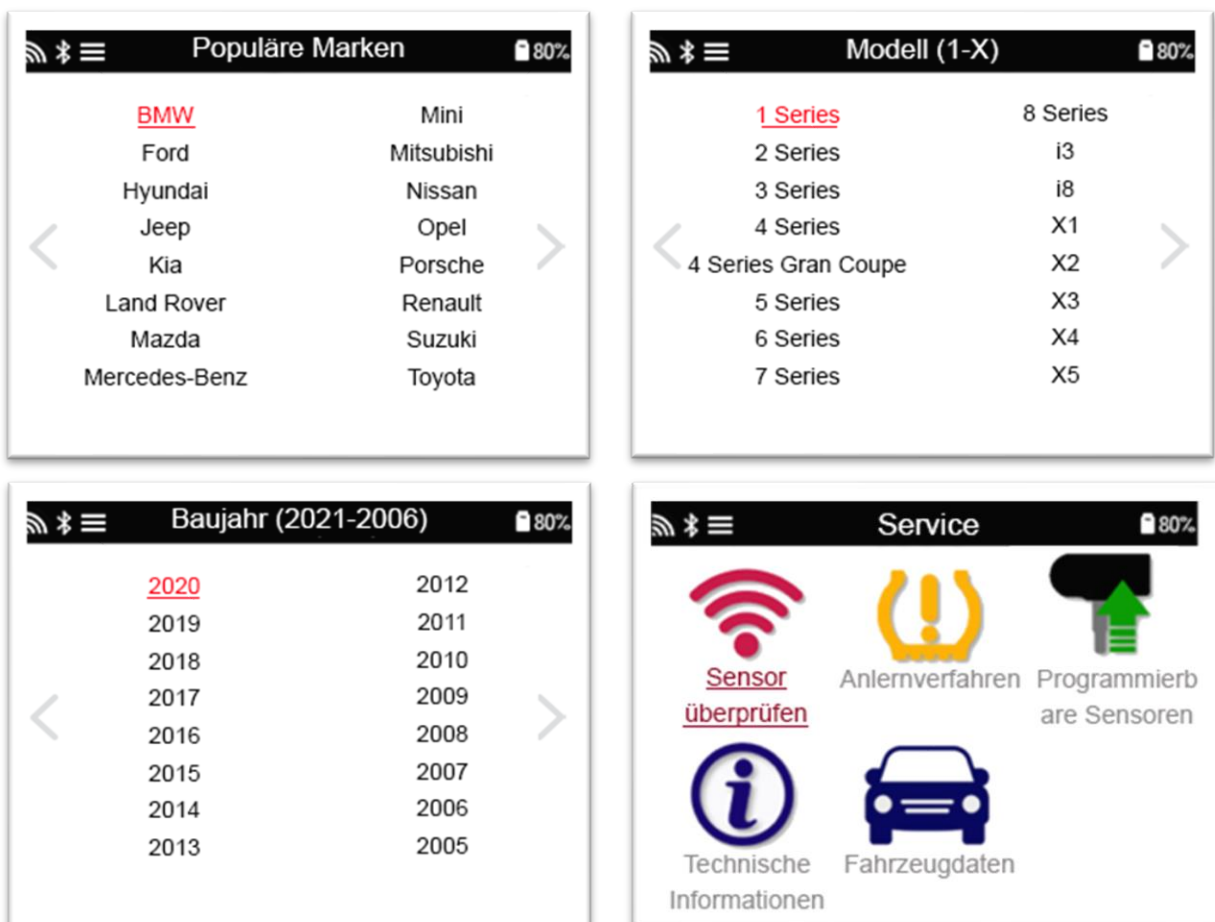 Populäre Marken
80%
BMW
Ford
Hyundai
Jeep
Kia
Land Rover
Mazda
Mercedes-Benz
Mini
Mitsubishi
Nissan
Opel
Porsche
Renault
Suzuki
Toyota
Modell (1-X)
80%
1 Series
2 Series
3 Series
4 Series
4 Series Gran Coupe
5 Series
6 Series
7 Series
8 Series
i3
i8
X1
X2
X3
X4
X5
Baujahr (2021-2006)
80%
2020
2019
2018
2017
2016
2015
2014
2013
2012
2011
2010
2009
2008
2007
2006
2005
Service
80%
Sensor
überprüfen
Anlernverfahren
Programmierb
are Sensoren
Technische
Informationen
Fahrzeugdaten